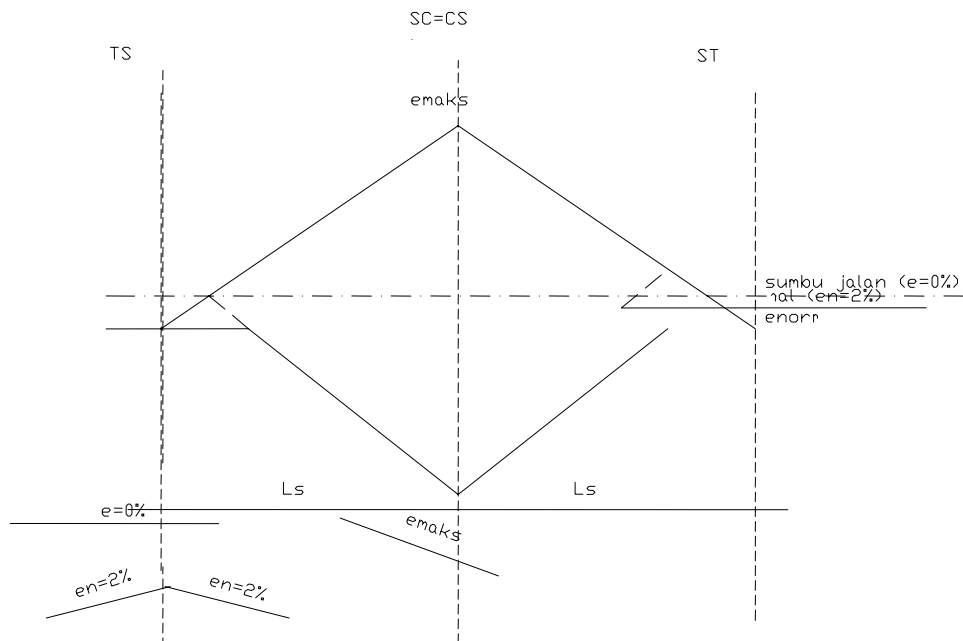 SC=CS
TS
ST
emaks
sumbu jalan (e=0%)
nal (en=2%)
enorr
Ls
Ls
e=0%
emaks
en=2%
en=2%